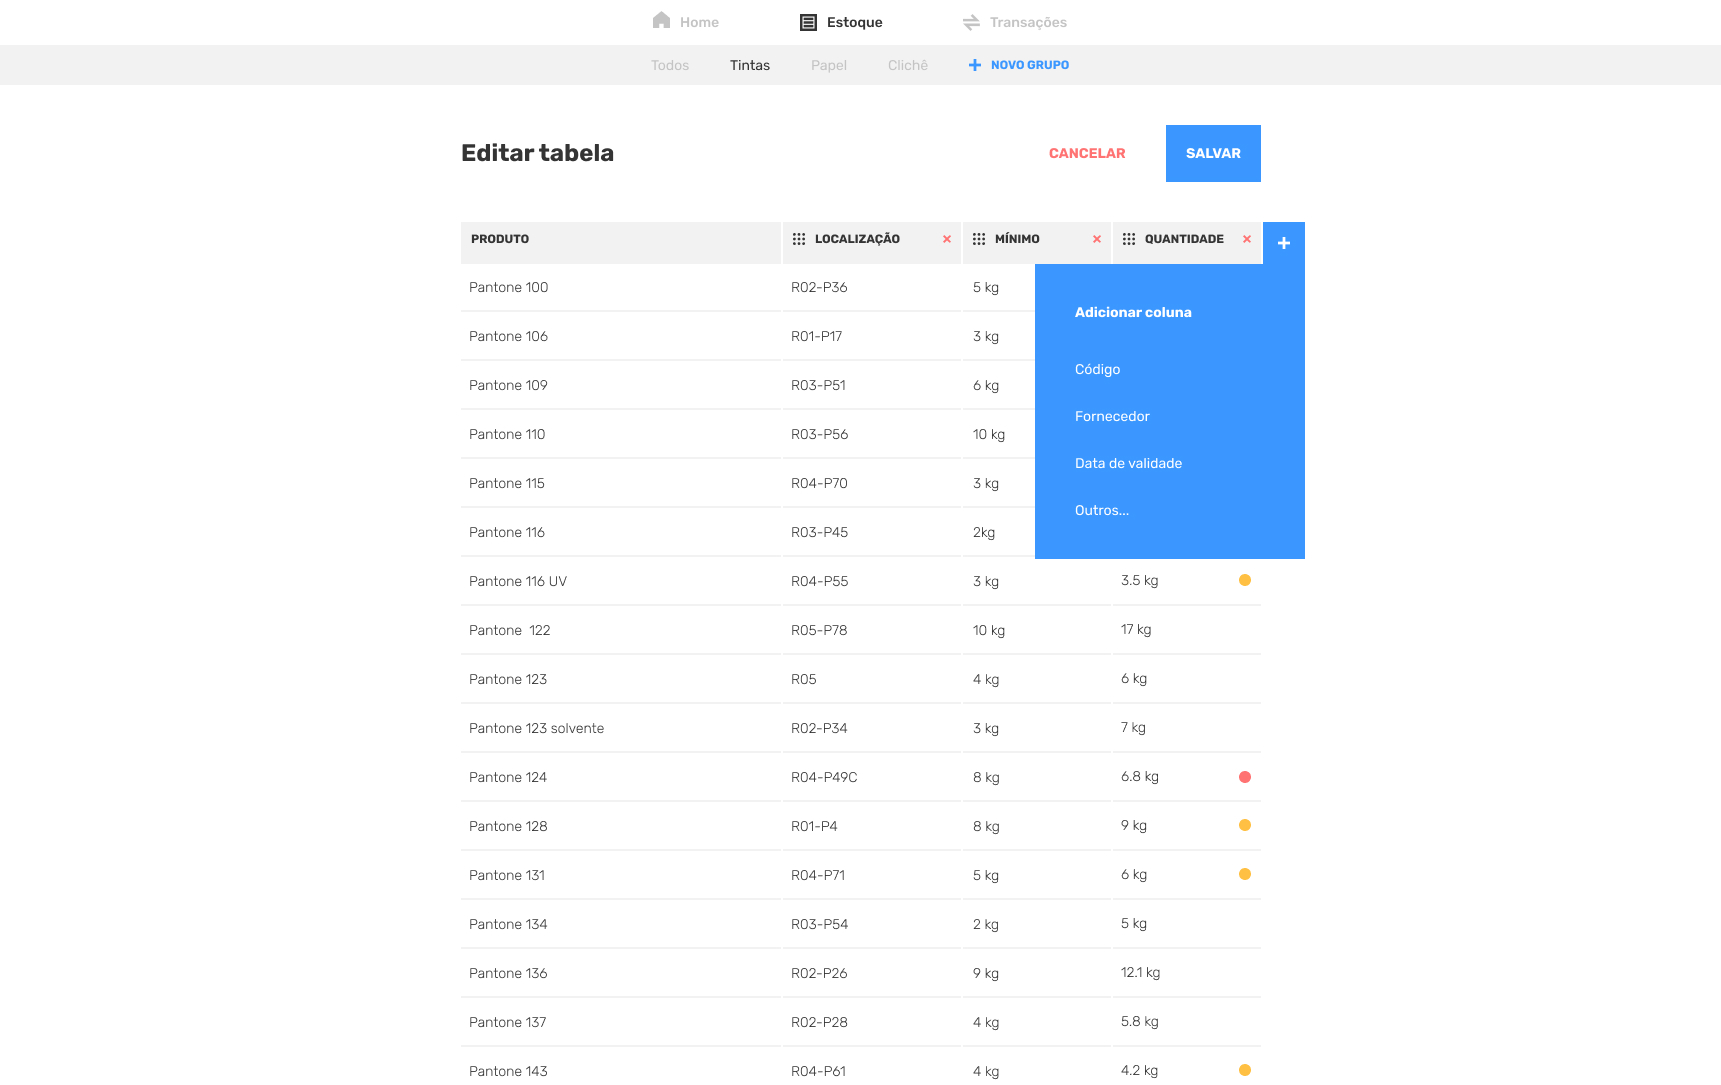 Home Estoque Transações
Todos Tintas Papel Clichê NOVO GRUPO
Editar tabela CANCELAR SALVAR
PRODUTO LOCALIZAÇÃO MÍNIMO QUANTIDADE
Pantone 100 R02-P36 5 kg
Adicionar coluna
Pantone 106 R01-P17 3 kg
Código
Pantone 109 R03-P51 6 kg
Fornecedor
Pantone 110 R03-P56 10 kg
Data de validade
Pantone 115 R04-P70 3 kg
Outros...
Pantone 116 R03-P45 2kg
Pantone 116 UV R04-P55 3 kg 3.5 kg
Pantone  122 R05-P78 10 kg 17 kg
Pantone 123 R05 4 kg 6 kg
Pantone 123 solvente R02-P34 3 kg 7 kg
Pantone 124 R04-P49C 8 kg 6.8 kg
Pantone 128 R01-P4 8 kg 9 kg
Pantone 131 R04-P71 5 kg 6 kg
Pantone 134 R03-P54 2 kg 5 kg
Pantone 136 R02-P26 9 kg 12.1 kg
Pantone 137 R02-P28 4 kg 5.8 kg
Pantone 143 R04-P61 4 kg 4.2 kg